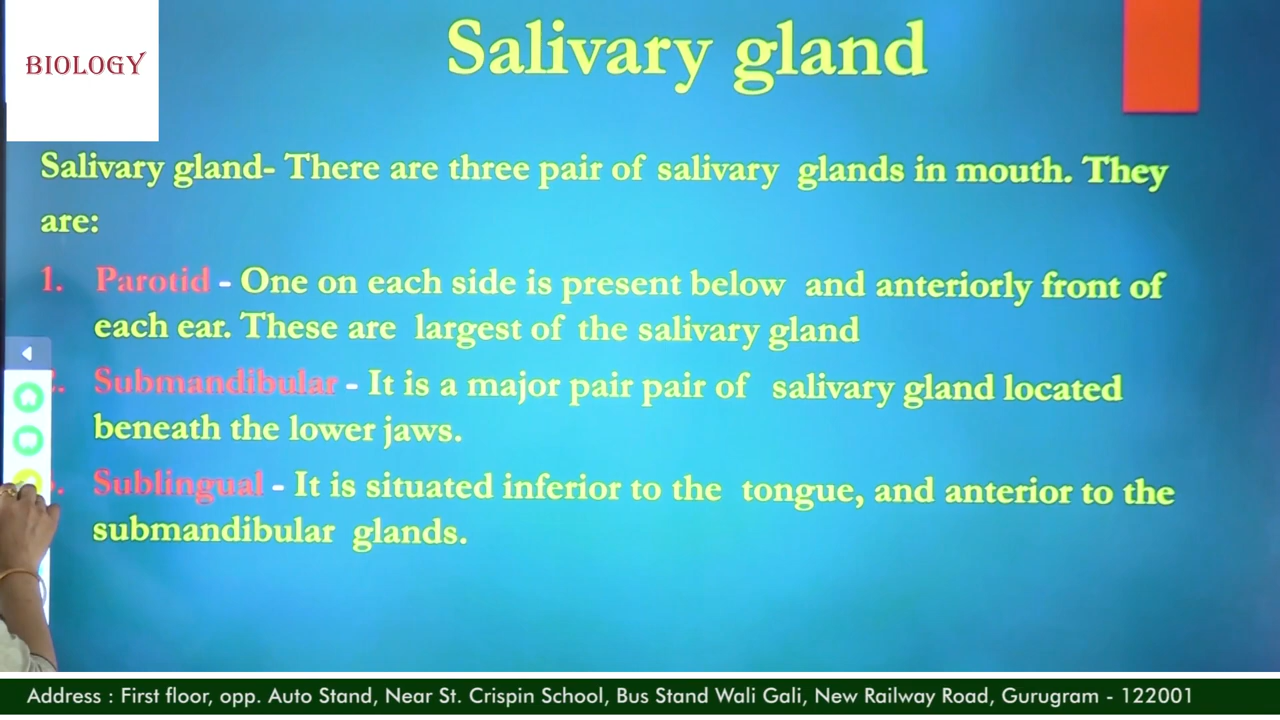 BIOLOGY
Salivary gland
Salivary gland- There are three pair of salivary glands in mouth. They
are:
1. Parotid - One on each side is present below and anteriorly front of
each ear. These are largest of the salivary gland
Submandibular - It is a major pair pair of salivary gland located
beneath the lower jaws.
Sublingual - It is situated inferior to the tongue, and anterior to the
submandibular glands.
Address : First floor, opp. Auto Stand, Near St. Crispin School, Bus Stand Wali Gali, New Railway Road, Gurugram - 122001